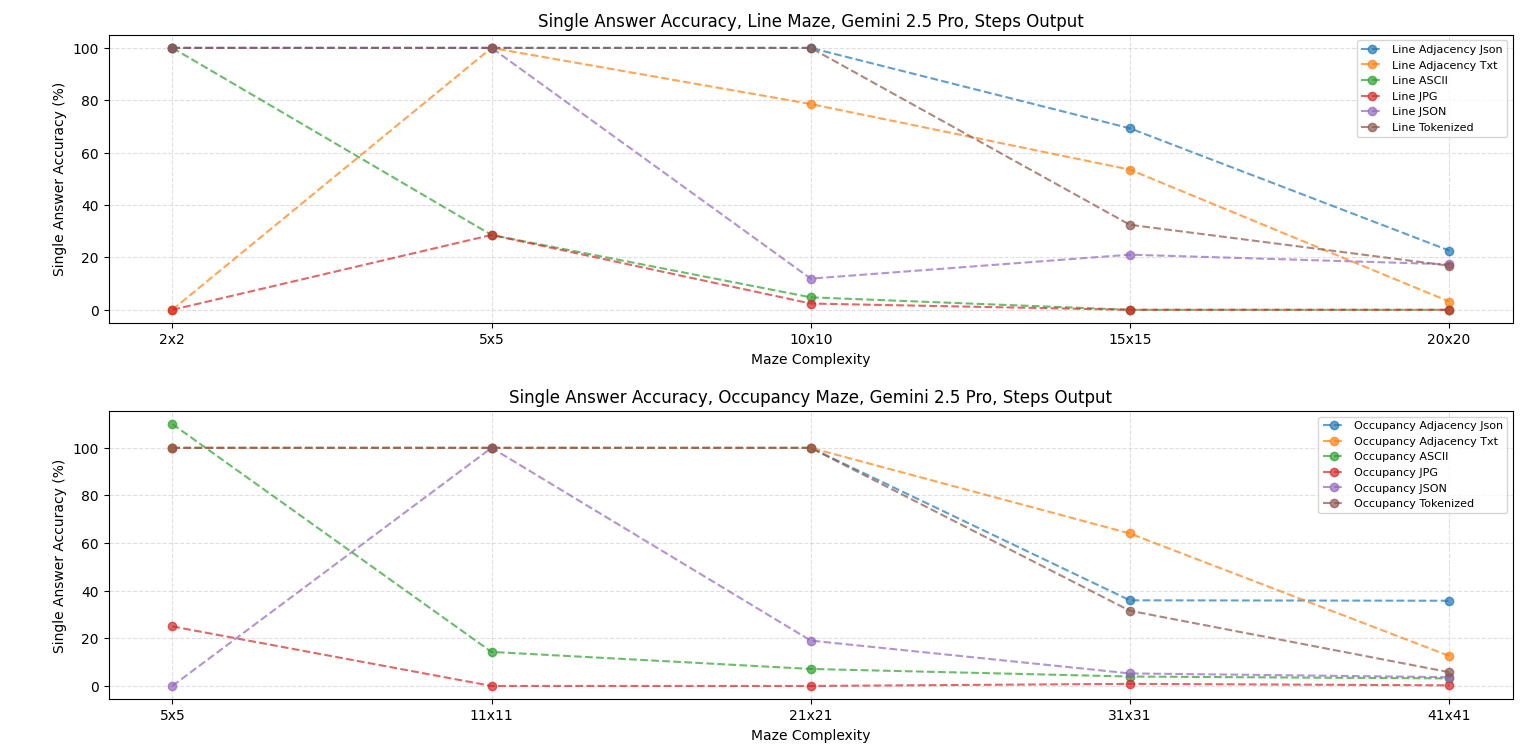 Single Answer Accuracy, Line Maze, Gemini 2.5 Pro, Steps Output
Single Answer Accuracy (%)
100
80
60
40
20
0
Line Adjacency Json
Line Adjacency Txt
Line ASCII
Line JPG
Line JSON
Line Tokenized
2x2
5x5
10x10
15x15
20x20
Maze Complexity
Single Answer Accuracy, Occupancy Maze, Gemini 2.5 Pro, Steps Output
Single Answer Accuracy (%)
100
80
60
40
20
0
Occupancy Adjacency Json
Occupancy Adjacency Txt
Occupancy ASCII
Occupancy JPG
Occupancy JSON
Occupancy Tokenized
5x5
11x11
21x21
31x31
41x41
Maze Complexity